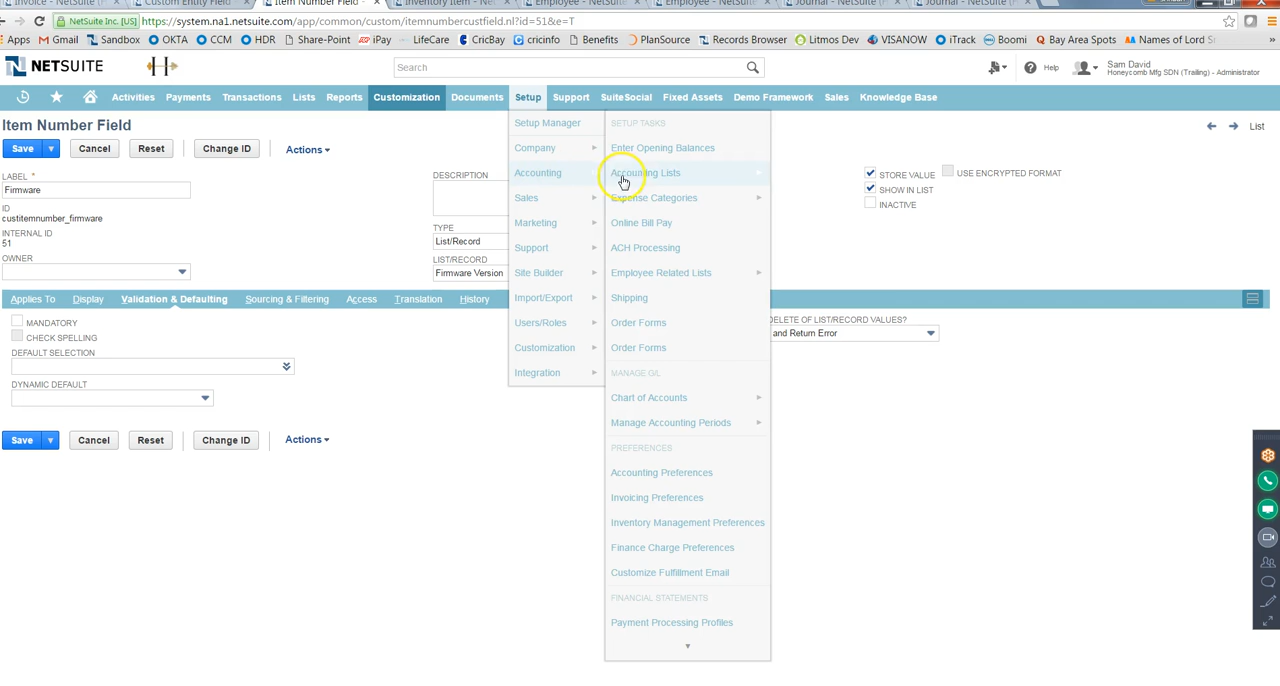 Invoice - NetSuite (Na
Custom Entity Field
Item Number Field -
Inventory Item - NetSui
Employee - NetSuite
Employee - NetSuite
Journal - NetSuite
Journal - NetSuite
NetSuite Inc. [US] https://system.na1.netsuite.com/app/common/custom/itemnumbercustfield.nl?id=51&e=T
Apps Gmail Sandbox OKTA CCM HDR Share-Point iPay LifeCare CricBay cricinfo Benefits PlanSource Records Browser Litmos Dev VISANOW iTrack Boomi Bay Area Spots Names of Lord
NETSUITE
Search
Help
Sam David
Honeycomb Mfg SDN (Trailing) - Administrator
Activities Payments Transactions Lists Reports Customization Documents Setup Support SuiteSocial Fixed Assets Demo Framework Sales Knowledge Base
Item Number Field
List
Save Cancel Reset Change ID Actions
LABEL *
Firmware
ID
custitemnumber_firmware
INTERNAL ID
51
OWNER
DESCRIPTION
TYPE
List/Record
LIST/RECORD
Firmware Version
STORE VALUE
USE ENCRYPTED FORMAT
SHOW IN LIST
INACTIVE
Applies To Display Validation & Defaulting Sourcing & Filtering Access Translation History
MANDATORY
CHECK SPELLING
DEFAULT SELECTION
DYNAMIC DEFAULT
DELETE OF LIST/RECORD VALUES?
and Return Error
Save Cancel Reset Change ID Actions
Setup Manager
Company
Accounting
Sales
Marketing
Support
Site Builder
Import/Export
Users/Roles
Customization
Integration
SETUP TASKS
Enter Opening Balances
Accounting Lists
Expense Categories
Online Bill Pay
ACH Processing
Employee Related Lists
Shipping
Order Forms
Order Forms
MANAGE G/L
Chart of Accounts
Manage Accounting Periods
PREFERENCES
Accounting Preferences
Invoicing Preferences
Inventory Management Preferences
Finance Charge Preferences
Customize Fulfillment Email
FINANCIAL STATEMENTS
Payment Processing Profiles